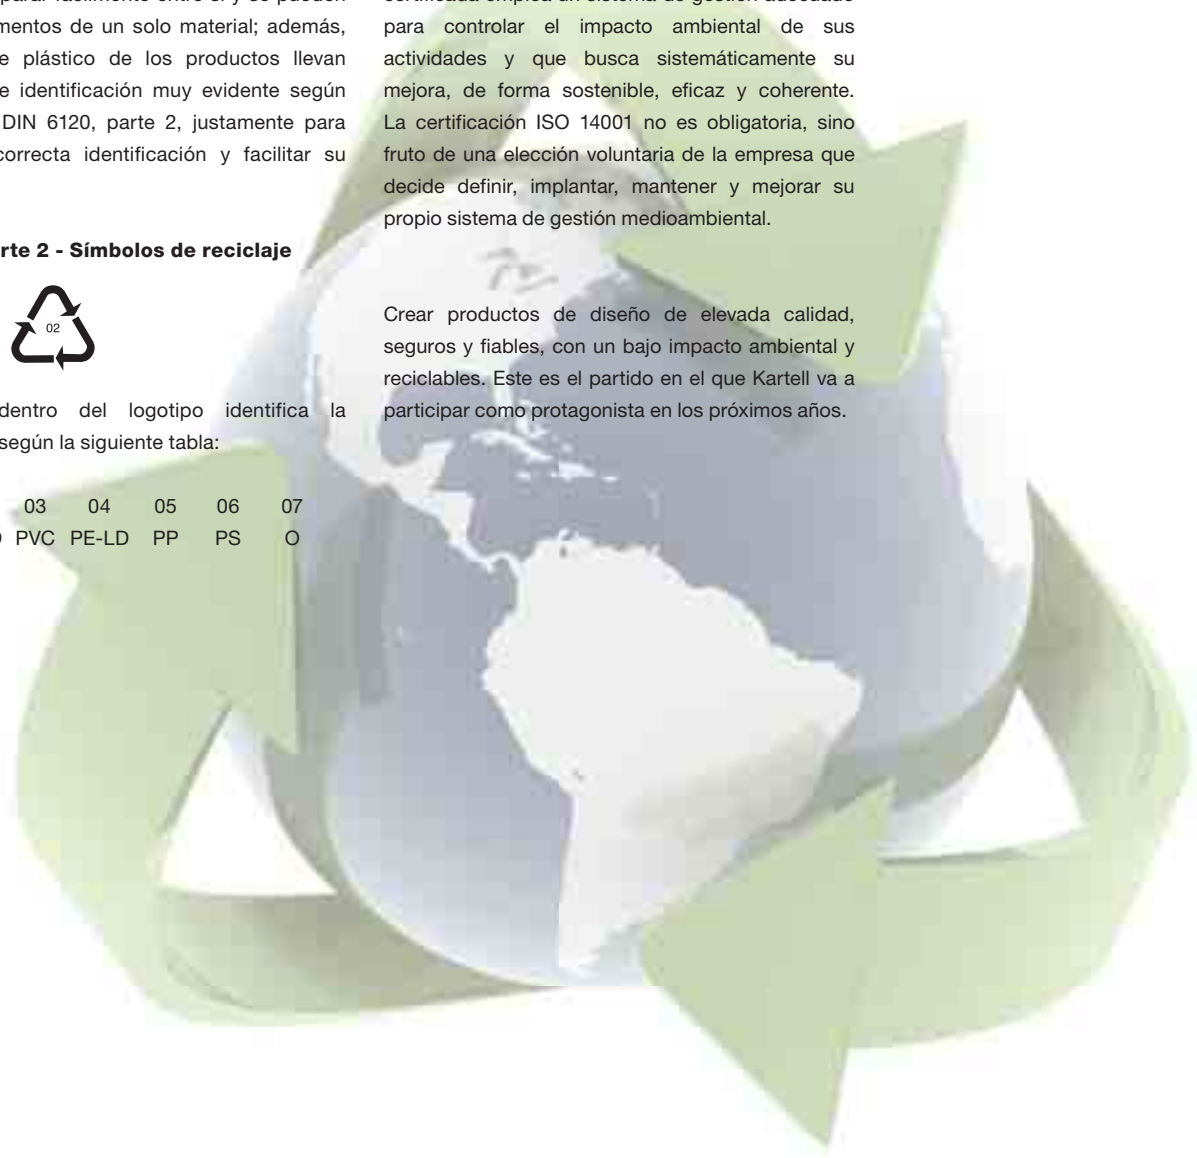 parar fácilmente entre sí y se pueden
mentos de un solo material; además,
e plástico de los productos llevan
e identificación muy evidente según
DIN 6120, parte 2, justamente para
correcta identificación y facilitar su
rte 2 - Símbolos de reciclaje
02
dentro del logotipo identifica la
según la siguiente tabla:
03 04 05 06 07
PVC PE-LD PP PS O
certificada emplea un sistema de gestión adecuado
para controlar el impacto ambiental de sus
actividades y que busca sistemáticamente su
mejora, de forma sostenible, eficaz y coherente.
La certificación ISO 14001 no es obligatoria, sino
fruto de una elección voluntaria de la empresa que
decide definir, implantar, mantener y mejorar su
propio sistema de gestión medioambiental.
Crear productos de diseño de elevada calidad,
seguros y fiables, con un bajo impacto ambiental y
reciclables. Este es el partido en el que Kartell va a
participar como protagonista en los próximos años.